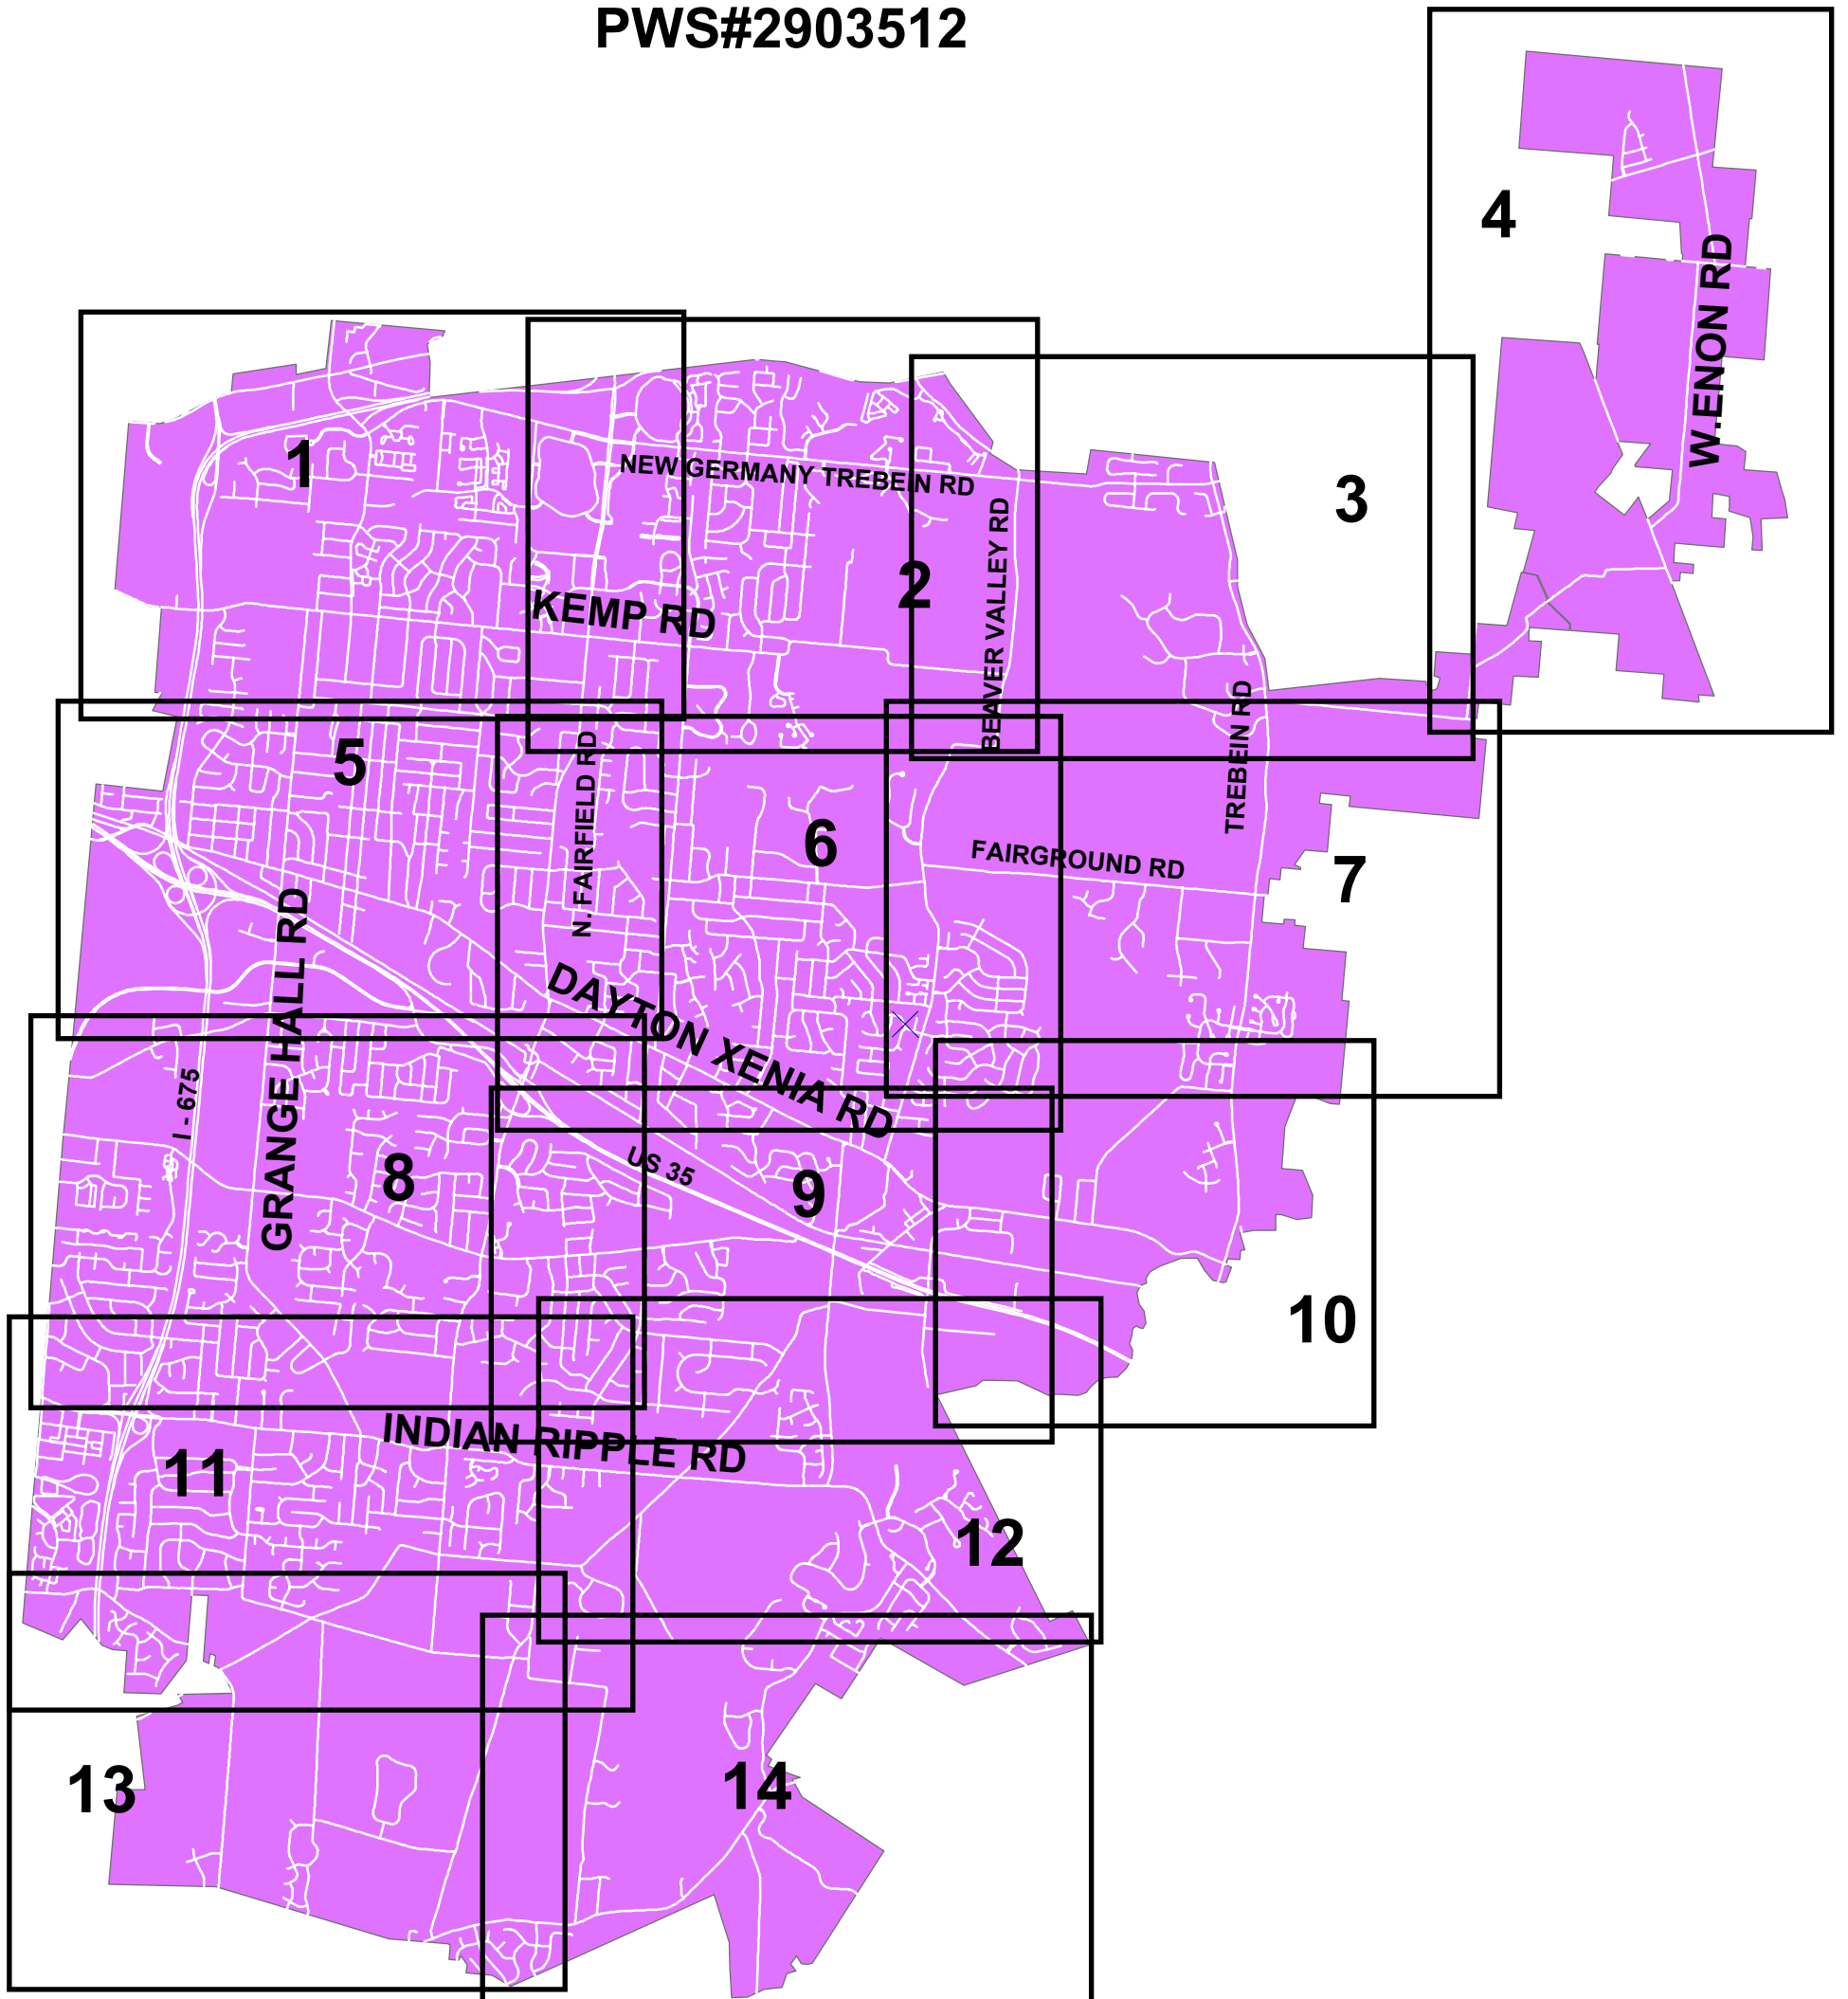 PWS#2903512
4
W.ENON RD
1
NEW GERMANY TREBEIN RD
3
2
BEAVER VALLEY RD
KEMP RD
5
N. FAIRFIELD RD
TREBEIN RD
6
FAIRGROUND RD
7
GRANGE HALL RD
DAYTON XENIA RD
I - 675
8
US 35
9
10
INDIAN RIPPLE RD
11
12
13
14